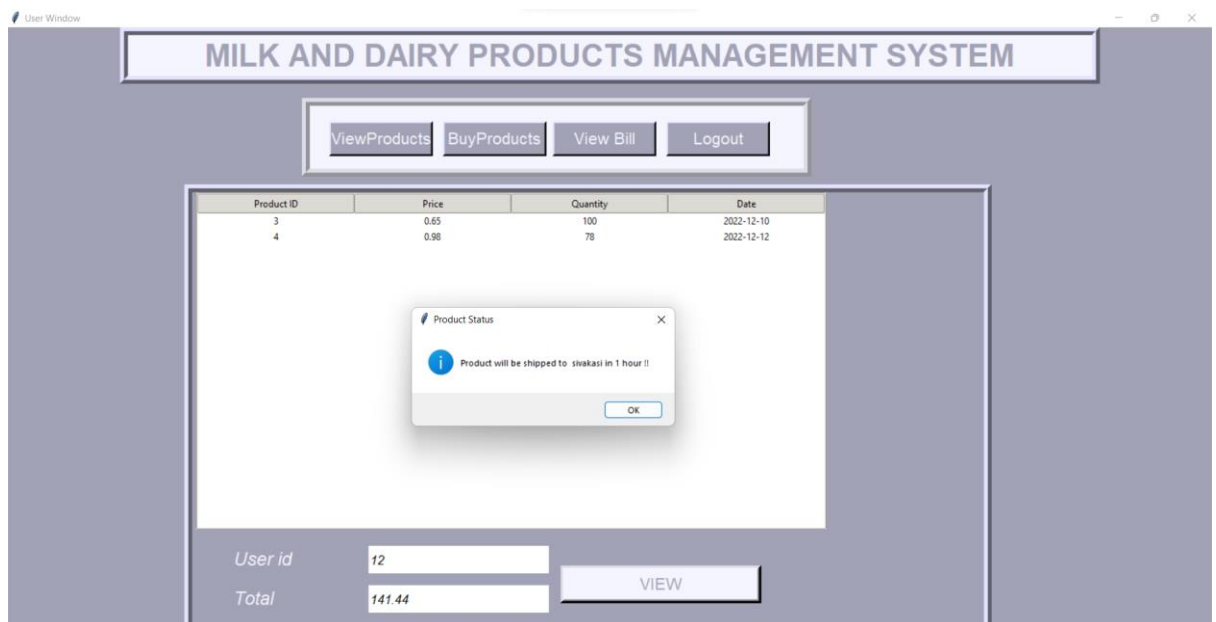 User Window
MILK AND DAIRY PRODUCTS MANAGEMENT SYSTEM
ViewProducts BuyProducts View Bill Logout
Product ID Price Quantity Date
3 0.65 100 2022-12-10
4 0.98 78 2022-12-12
Product Status
Product will be shipped to sivakasi in 1 hour !!
OK
User id 12
VIEW
Total 141.44